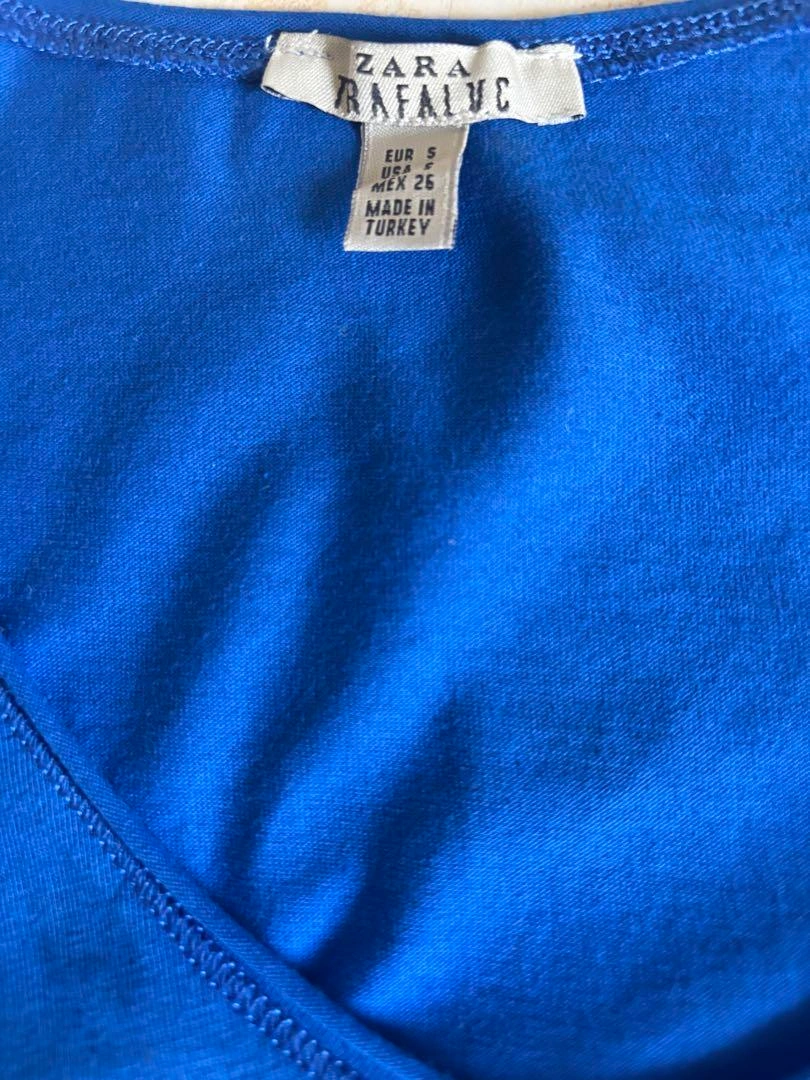 ZARA
TRAFALUC
EUR S
USA S
MEX 26
MADE IN
TURKEY